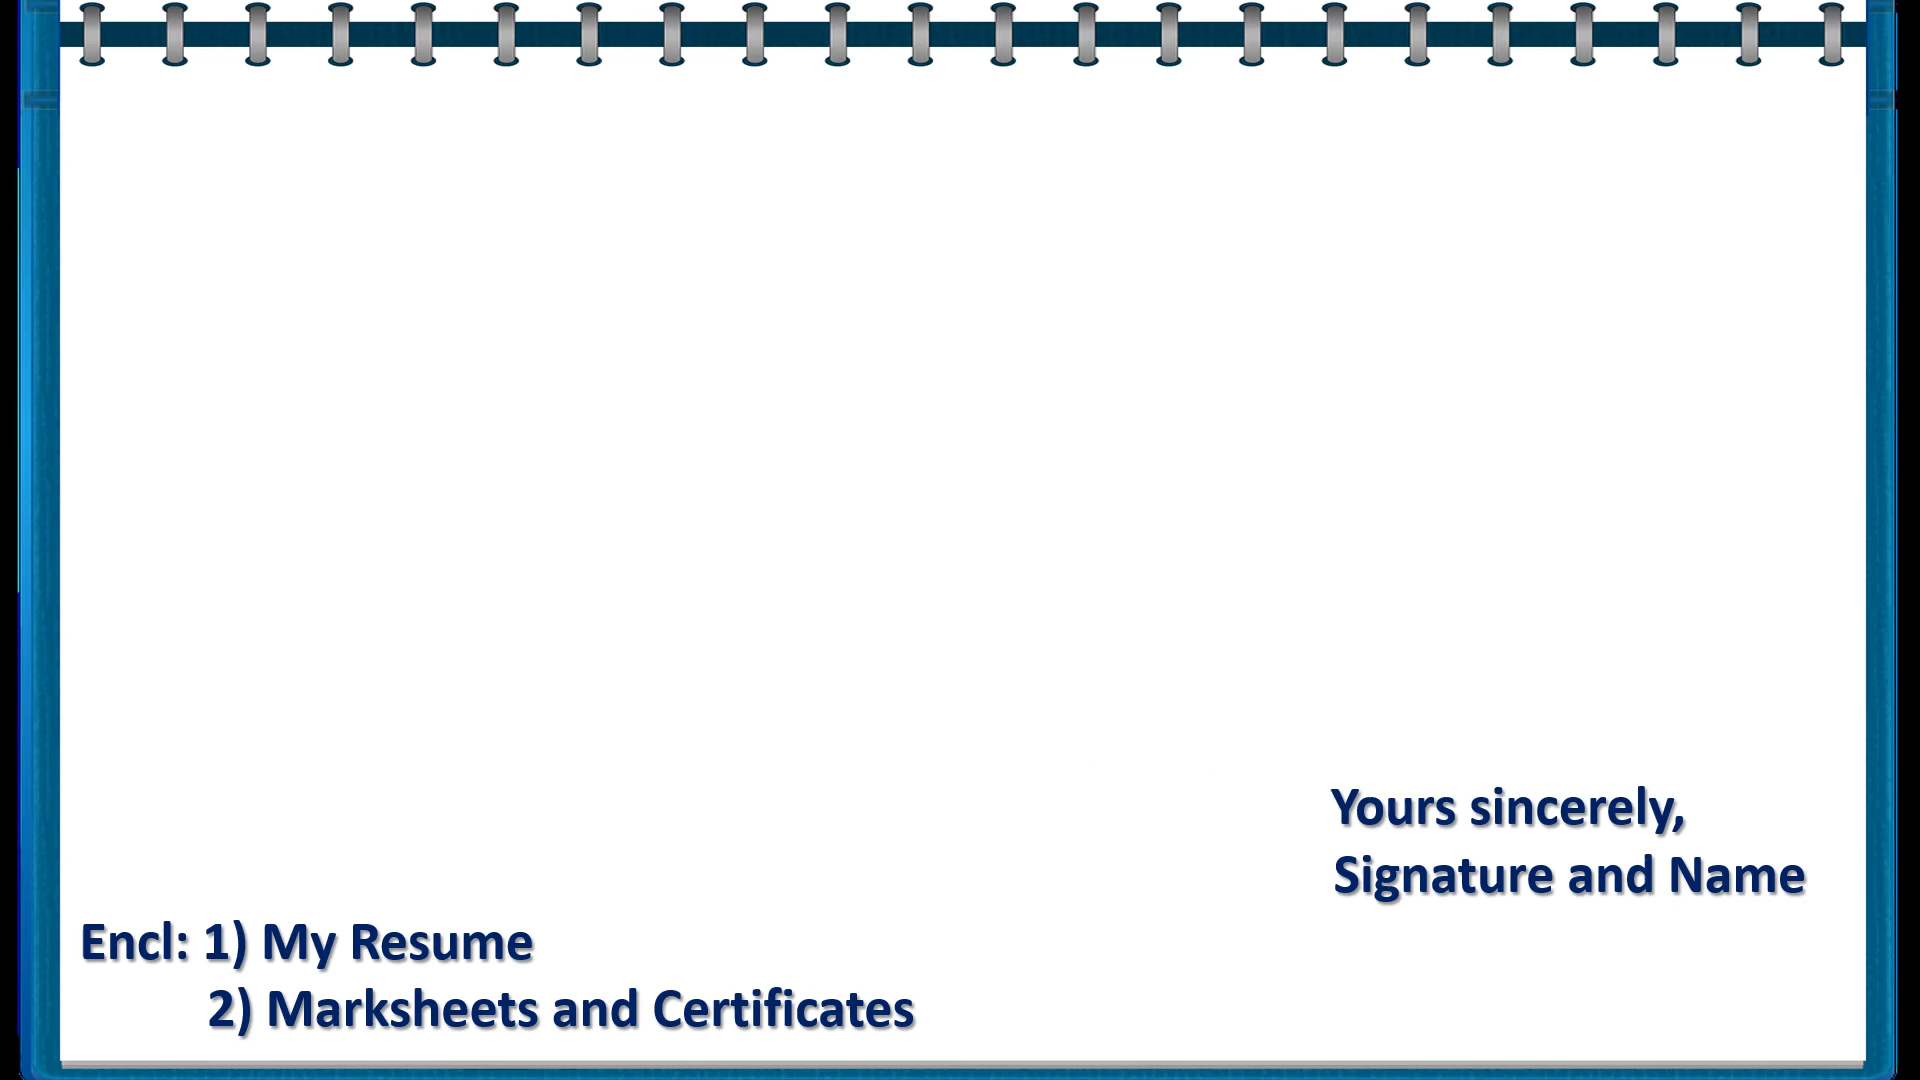 Yours sincerely,
Signature and Name
Encl: 1) My Resume
2) Marksheets and Certificates